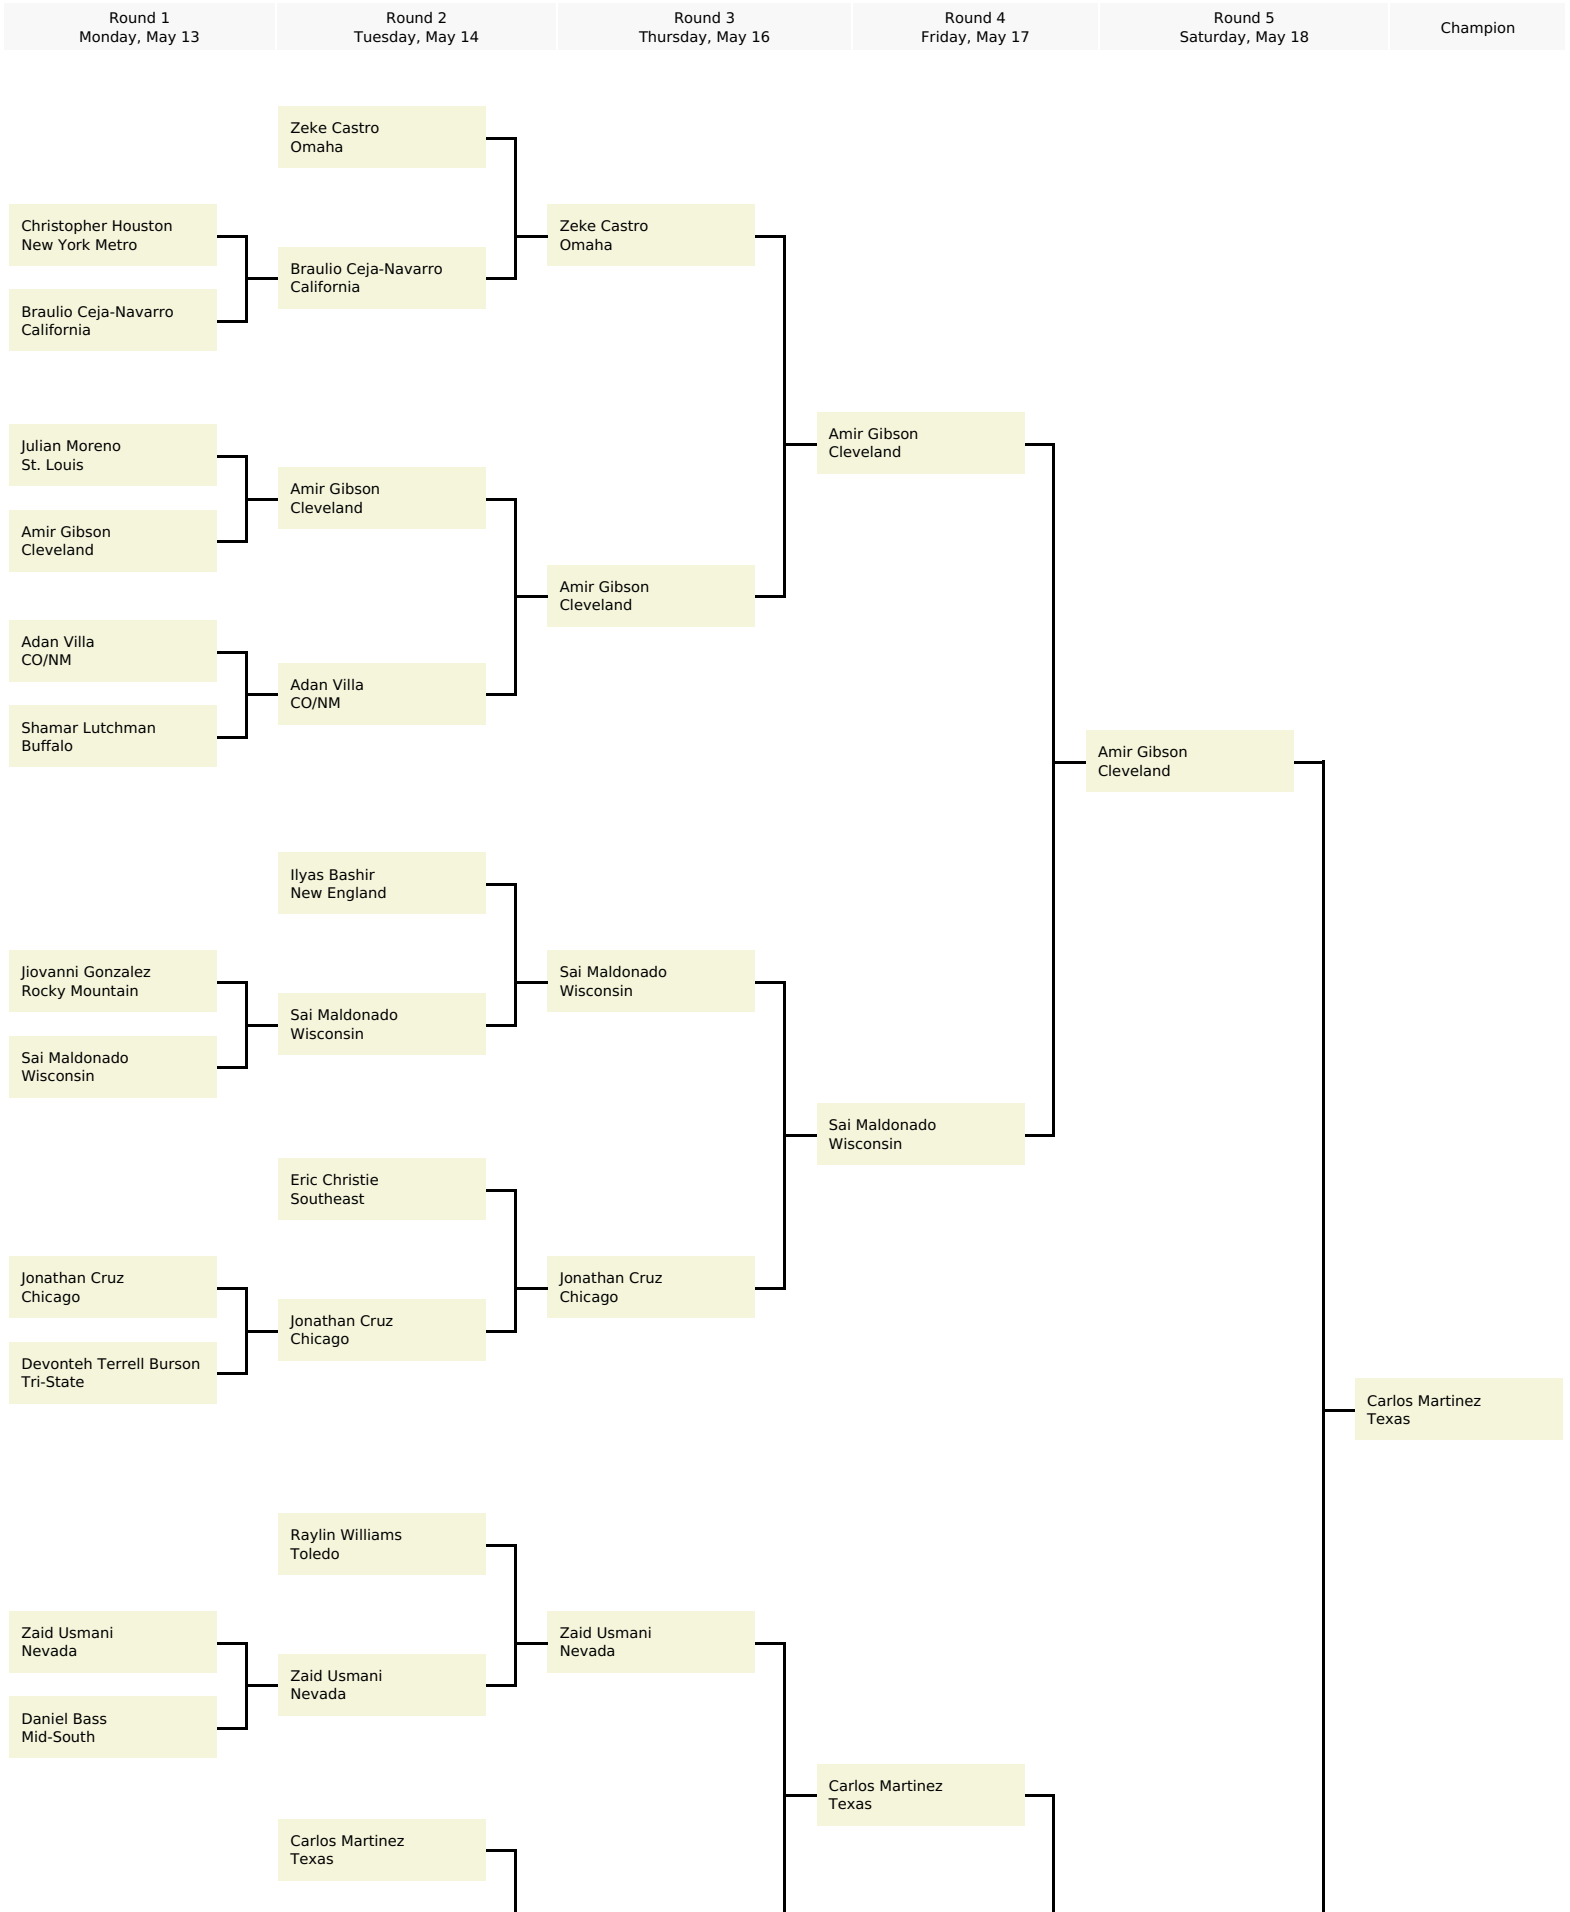 Round 1
Monday, May 13
Round 2
Tuesday, May 14
Round 3
Thursday, May 16
Round 4
Friday, May 17
Round 5
Saturday, May 18
Champion
Zeke Castro
Omaha
Christopher Houston
New York Metro
Zeke Castro
Omaha
Braulio Ceja-Navarro
California
Braulio Ceja-Navarro
California
Julian Moreno
St. Louis
Amir Gibson
Cleveland
Amir Gibson
Cleveland
Amir Gibson
Cleveland
Amir Gibson
Cleveland
Adan Villa
CO/NM
Adan Villa
CO/NM
Shamar Lutchman
Buffalo
Amir Gibson
Cleveland
Ilyas Bashir
New England
Jiovanni Gonzalez
Rocky Mountain
Sai Maldonado
Wisconsin
Sai Maldonado
Wisconsin
Sai Maldonado
Wisconsin
Sai Maldonado
Wisconsin
Eric Christie
Southeast
Jonathan Cruz
Chicago
Jonathan Cruz
Chicago
Jonathan Cruz
Chicago
Devonteh Terrell Burson
Tri-State
Carlos Martinez
Texas
Raylin Williams
Toledo
Zaid Usmani
Nevada
Zaid Usmani
Nevada
Zaid Usmani
Nevada
Daniel Bass
Mid-South
Carlos Martinez
Texas
Carlos Martinez
Texas